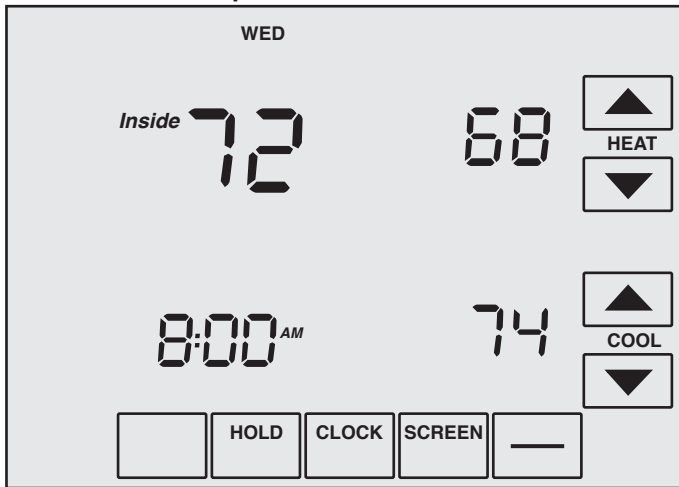 WED
Inside 72 68
HEAT
8:00 AM 74
COOL
HOLD CLOCK SCREEN